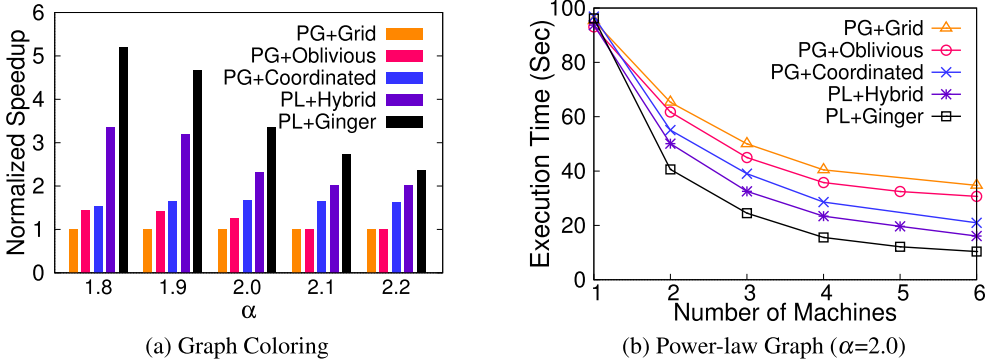 6
5
4
3
2
1
0
Normalized Speedup
PG+Grid
PG+Oblivious
PG+Coordinated
PL+Hybrid
PL+Ginger
1.8 1.9 2.0 2.1 2.2
α
(a) Graph Coloring
100
80
60
40
20
0
Execution Time (Sec)
PG+Grid
PG+Oblivious
PG+Coordinated
PL+Hybrid
PL+Ginger
1 2 3 4 5 6
Number of Machines
(b) Power-law Graph (α=2.0)